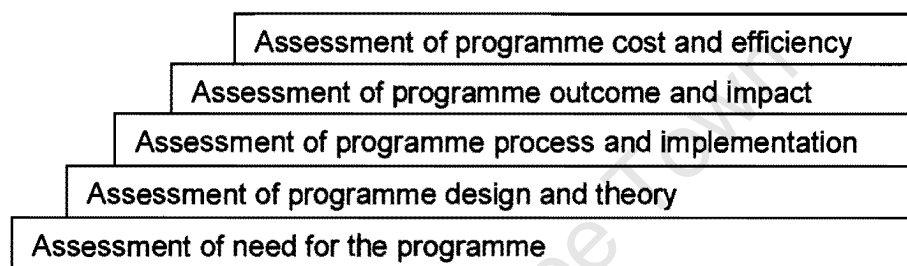 Assessment of programme cost and efficiency
Assessment of programme outcome and impact
Assessment of programme process and implementation
Assessment of programme design and theory
Assessment of need for the programme